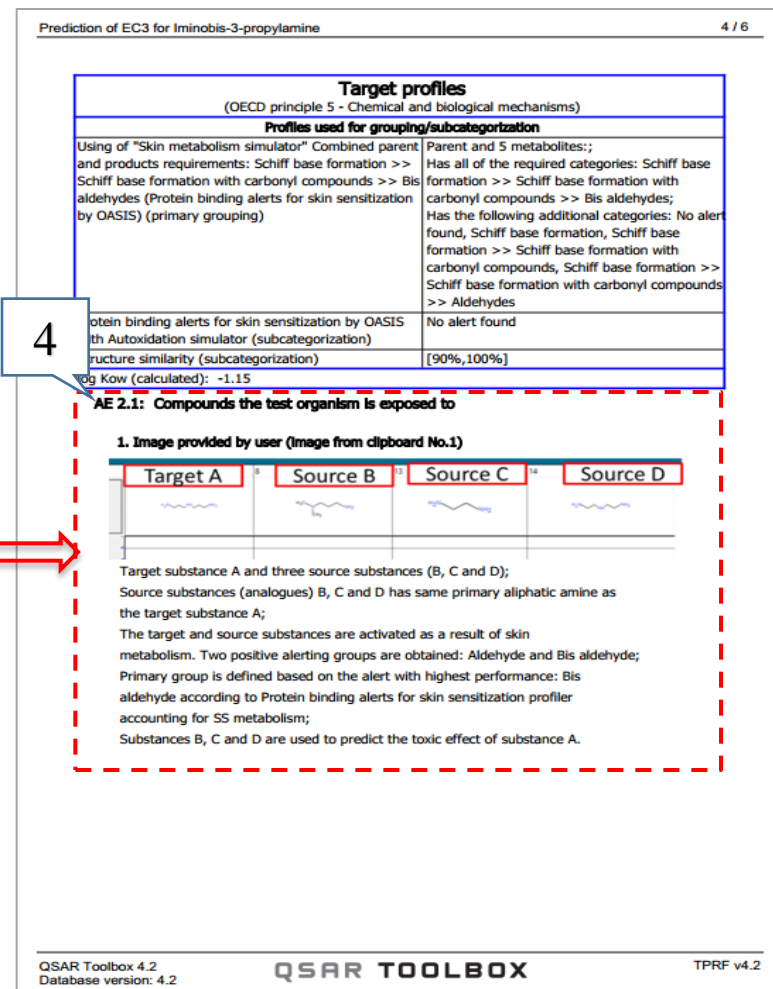 Prediction of EC3 for Iminobis-3-propylamine 4 / 6
Target profiles
(OECD principle 5 - Chemical and biological mechanisms)
Profiles used for grouping/subcategorization
Using of "Skin metabolism simulator" Combined parent
and products requirements: Schiff base formation >>
Schiff base formation with carbonyl compounds >> Bis
aldehydes (Protein binding alerts for skin sensitization
by OASIS) (primary grouping)
Parent and 5 metabolites:;
Has all of the required categories: Schiff base
formation >> Schiff base formation with
carbonyl compounds >> Bis aldehydes;
Has the following additional categories: No alert
found, Schiff base formation, Schiff base
formation >> Schiff base formation with
carbonyl compounds, Schiff base formation >>
Schiff base formation with carbonyl compounds
>> Aldehydes
4
otein binding alerts for skin sensitization by OASIS
th Autoxidation simulator (subcategorization)
No alert found
ructure similarity (subcategorization)
[90%,100%]
og Kow (calculated): -1.15
AE 2.1: Compounds the test organism is exposed to
1. Image provided by user (Image from clipboard No.1)
Target A 8 Source B 13 Source C 14 Source D
Target substance A and three source substances (B, C and D);
Source substances (analogues) B, C and D has same primary aliphatic amine as
the target substance A;
The target and source substances are activated as a result of skin
metabolism. Two positive alerting groups are obtained: Aldehyde and Bis aldehyde;
Primary group is defined based on the alert with highest performance: Bis
aldehyde according to Protein binding alerts for skin sensitization profiler
accounting for SS metabolism;
Substances B, C and D are used to predict the toxic effect of substance A.
QSAR Toolbox 4.2
Database version: 4.2
QSAR TOOLBOX
TPRF v4.2